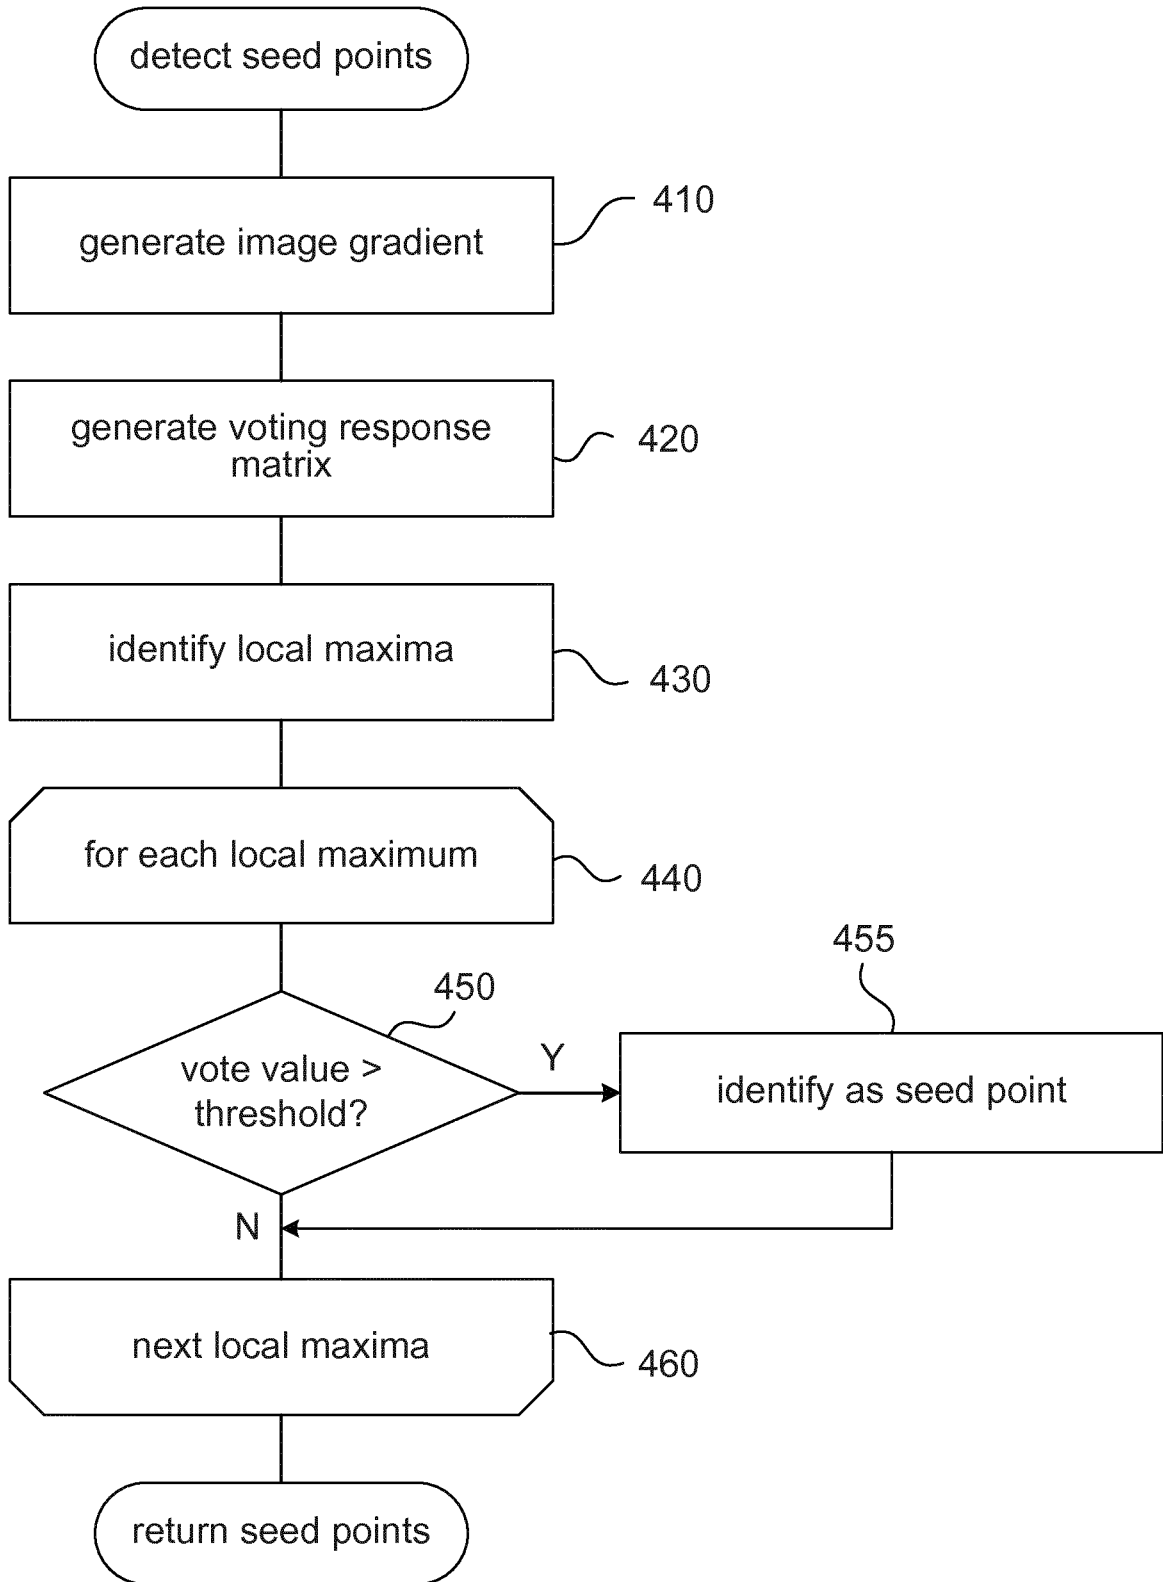 detect seed points
generate image gradient
410
generate voting response
matrix
420
identify local maxima
430
for each local maximum
440
450
vote value >
threshold?
Y
455
identify as seed point
N
next local maxima
460
return seed points